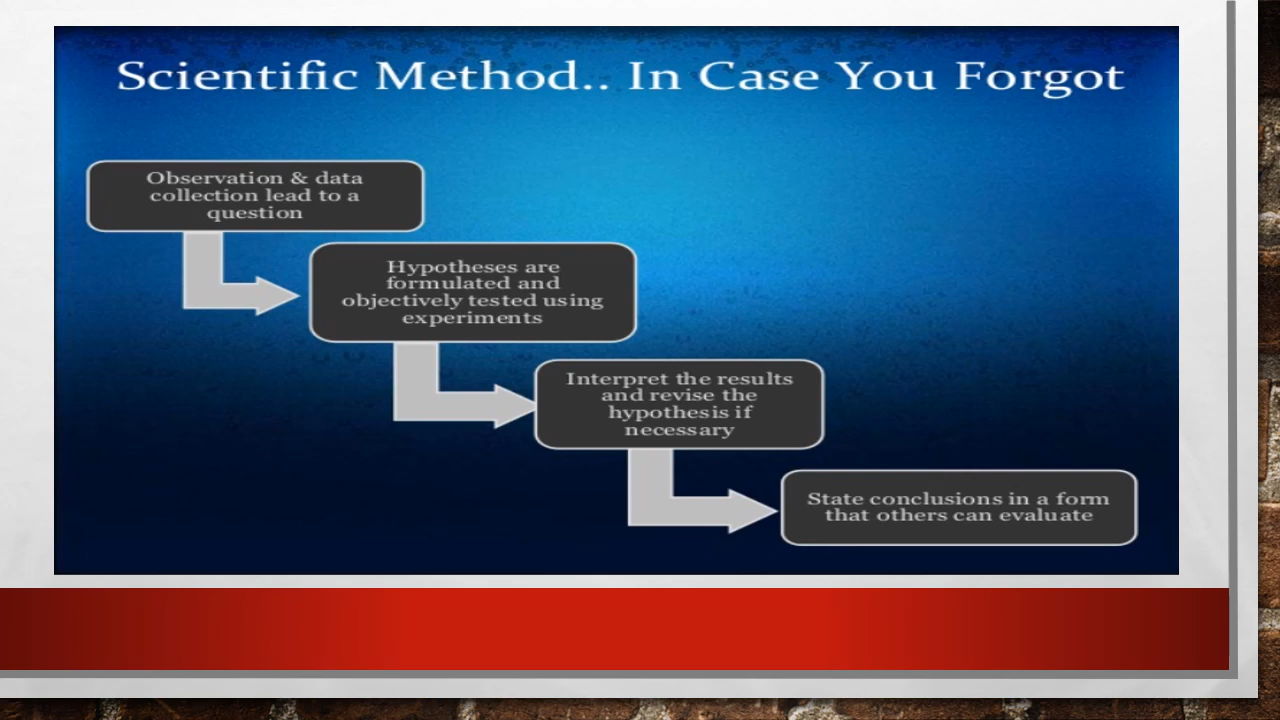 Scientific Method.. In Case You Forgot
Observation & data
collection lead to a
question
Hypotheses are
formulated and
objectively tested using
experiments
Interpret the results
and revise the
hypothesis if
necessary
State conclusions in a form
that others can evaluate